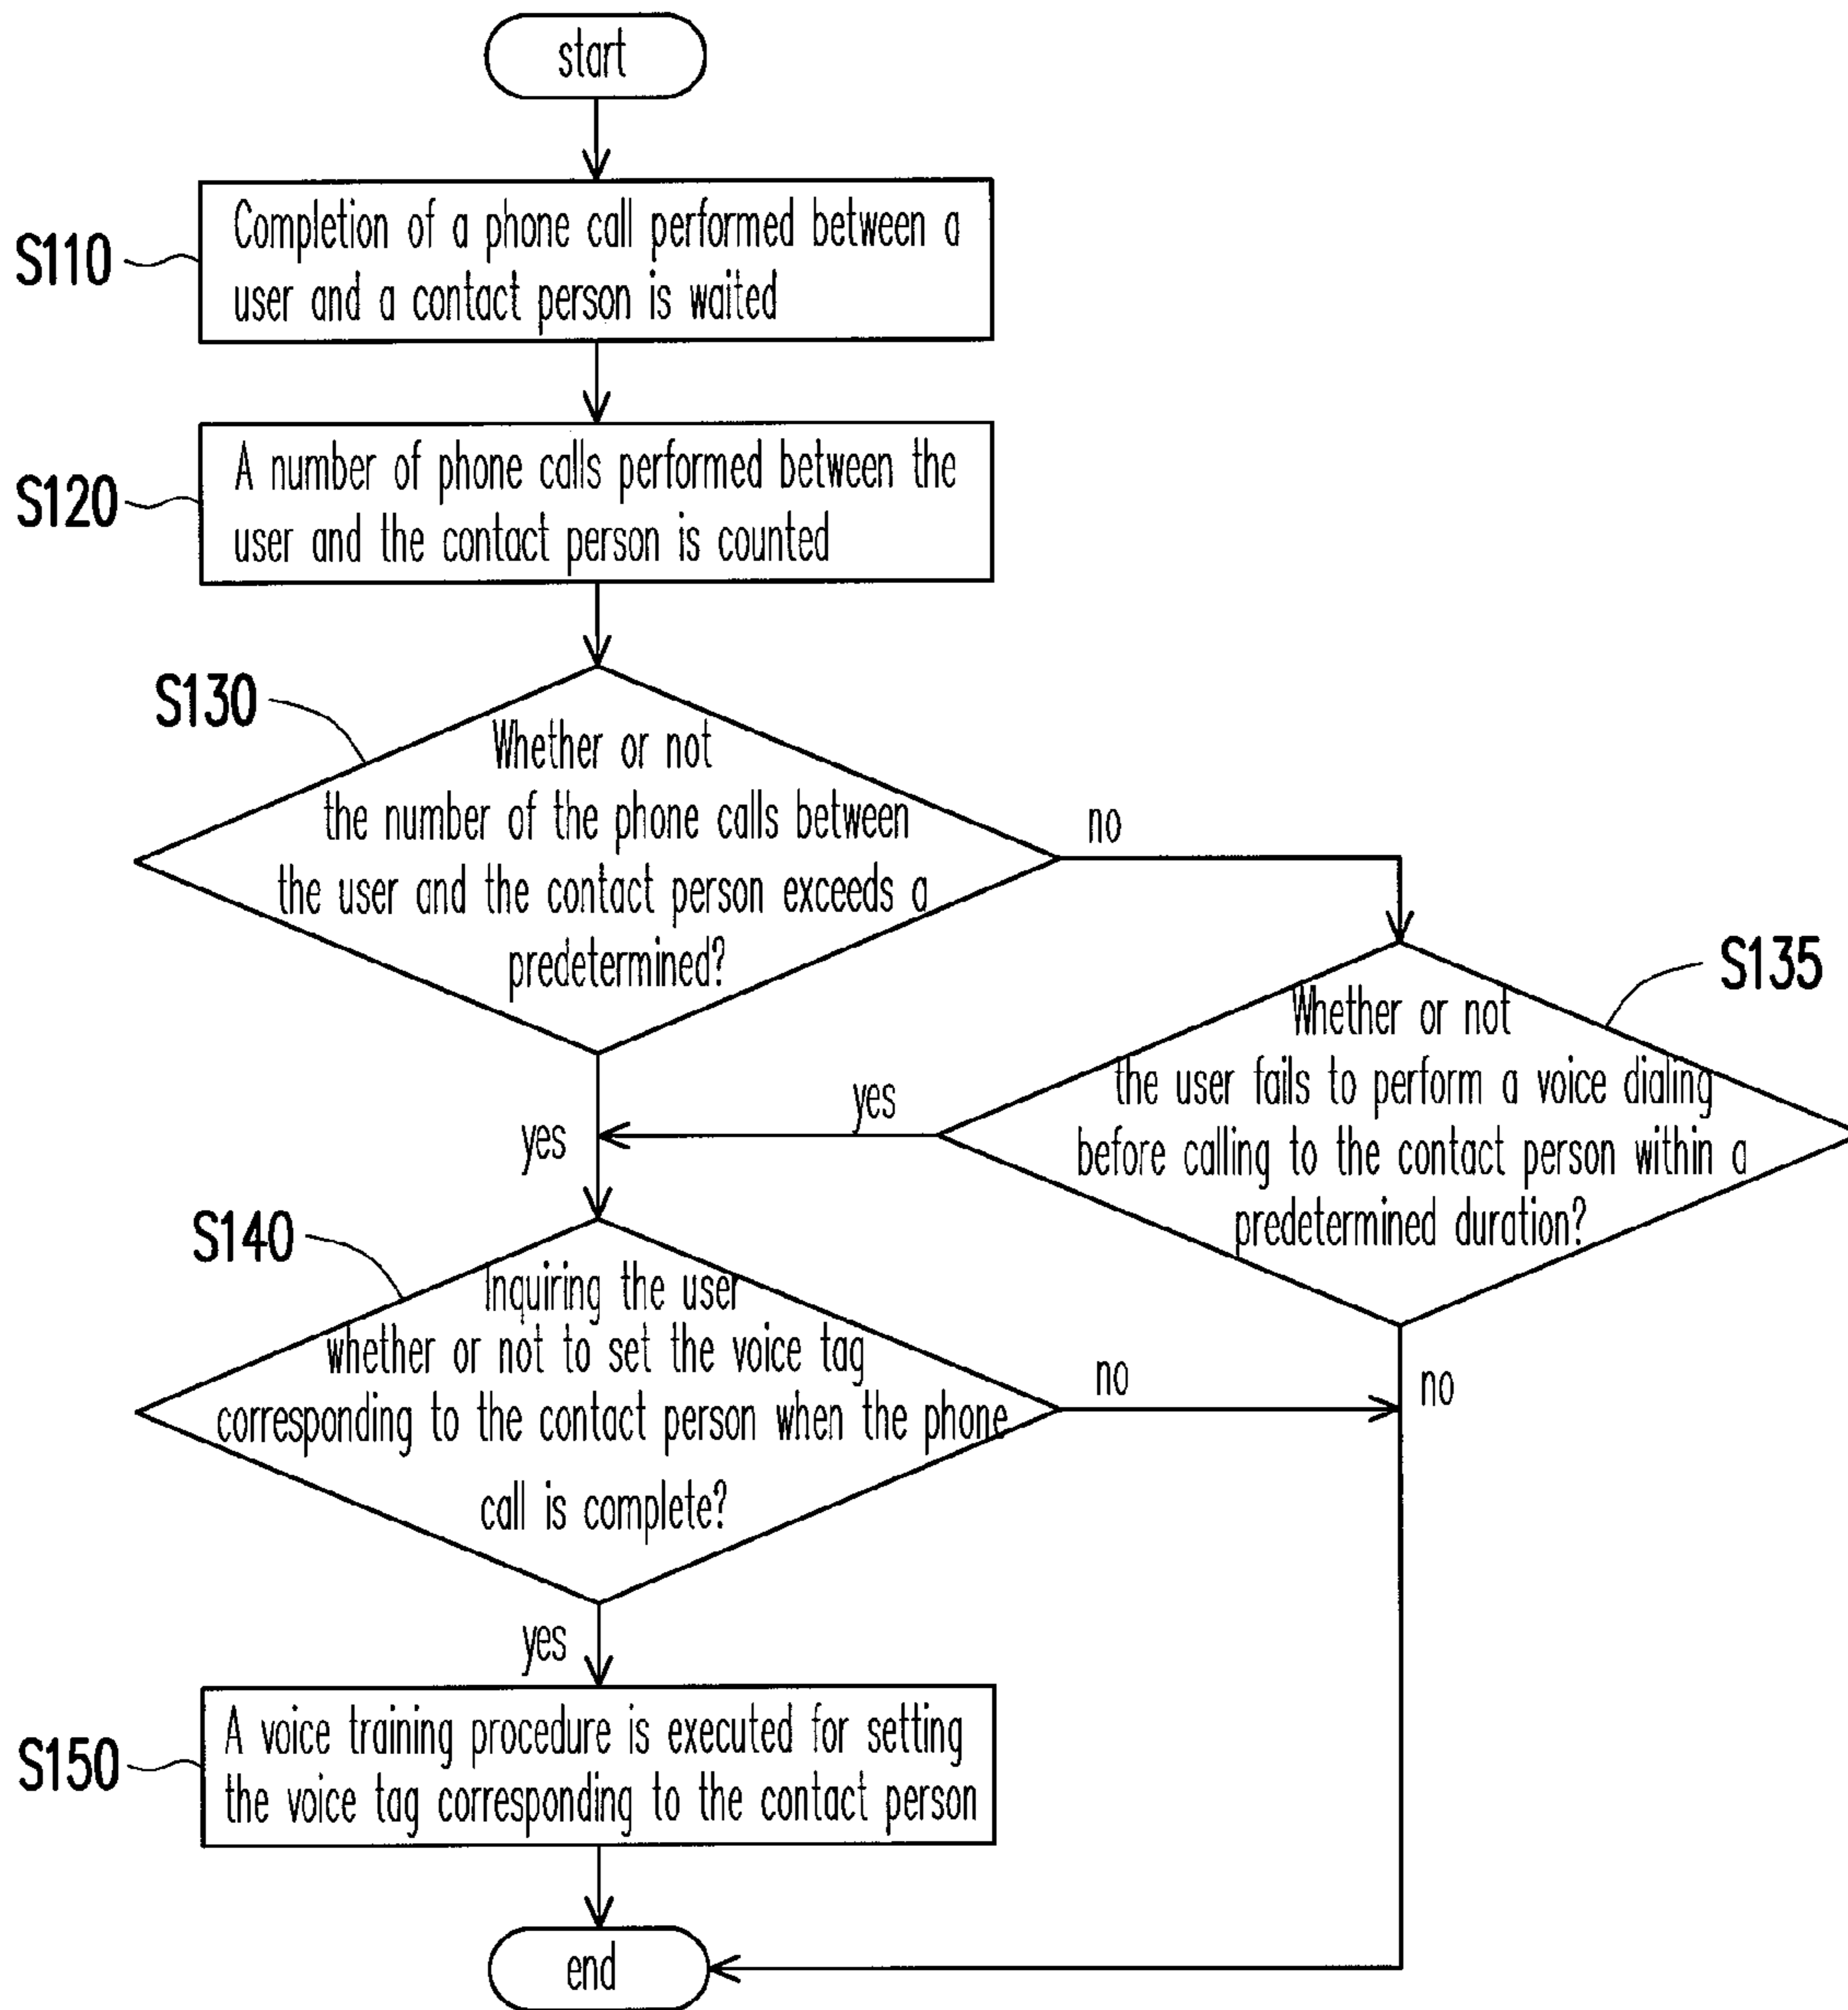 start
S110
Completion of a phone call performed between a
user and a contact person is waited
S120
A number of phone calls performed between the
user and the contact person is counted
S130
Whether or not
the number of the phone calls between
the user and the contact person exceeds a
predetermined?
no
S135
Whether or not
the user fails to perform a voice dialing
before calling to the contact person within a
predetermined duration?
yes
yes
S140
Inquiring the user
whether or not to set the voice tag
corresponding to the contact person when the phone
call is complete?
no
no
yes
S150
A voice training procedure is executed for setting
the voice tag corresponding to the contact person
end